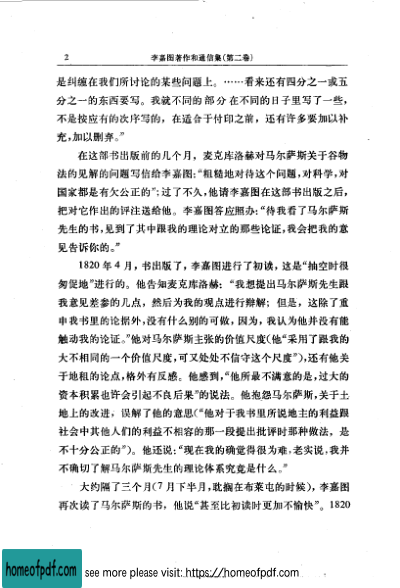 2 李嘉图著作和通信集(第二卷)
是纠缠在我们所讨论的某些问题上。……看来还有四分之一或五
分之一的东西要写。我就不同的部分在不同的日子里写了一些,
不是按应有的次序写的,在适合于付印之前,还有许多要加以补
充,加以删弃。”
在这部书出版前的几个月,麦克库洛赫对马尔萨斯关于谷物
法的见解的问题写信给李嘉图:“粗糙地对待这个问题,对科学,对
国家都是有欠公正的”;过了不久,他请李嘉图在这部书出版之后,
把对它作出的评注送给他。李嘉图答应照办:“待我看了马尔萨斯
先生的书,见到了其中跟我的理论对立的那些论证,我会把我的意
见告诉你的。”
1820年4月,书出版了,李嘉图进行了初读,这是“抽空时很
匆促地”进行的。他告知麦克库洛赫:“我想提出马尔萨斯先生跟
我意见差参的几点,然后为我的观点进行辩解;但是,这除了重
申我书里的论据外,没有什么别的可做,因为,我认为他并没有能
触动我的论证。”他对马尔萨斯主张的价值尺度(他“采用了跟我的
大不相同的一个价值尺度,可又处处不信守这个尺度”),还有他关
于地租的论点,格外有反感。他感到,“他所最不满意的是,过大的
资本积累也许会引起不良后果”的说法。他抱怨马尔萨斯,关于土
地上的改进,误解了他的意思(“他对于我书里所说地主的利益跟
社会中其他人们的利益不相容的那一段提出批评时那种做法,是
不十分公正的”)。他还说:“现在我的确觉得很为难,老实说,我并
不确切了解马尔萨斯先生的理论体系究竟是什么。”
大约隔了三个月(7月下半月,耽搁在布莱屯的时候),李嘉图
再次读了马尔萨斯的书,他说“甚至比初读时更加不愉快”。1820
homeofpdf.com
see more please visit: https://homeofpdf.com